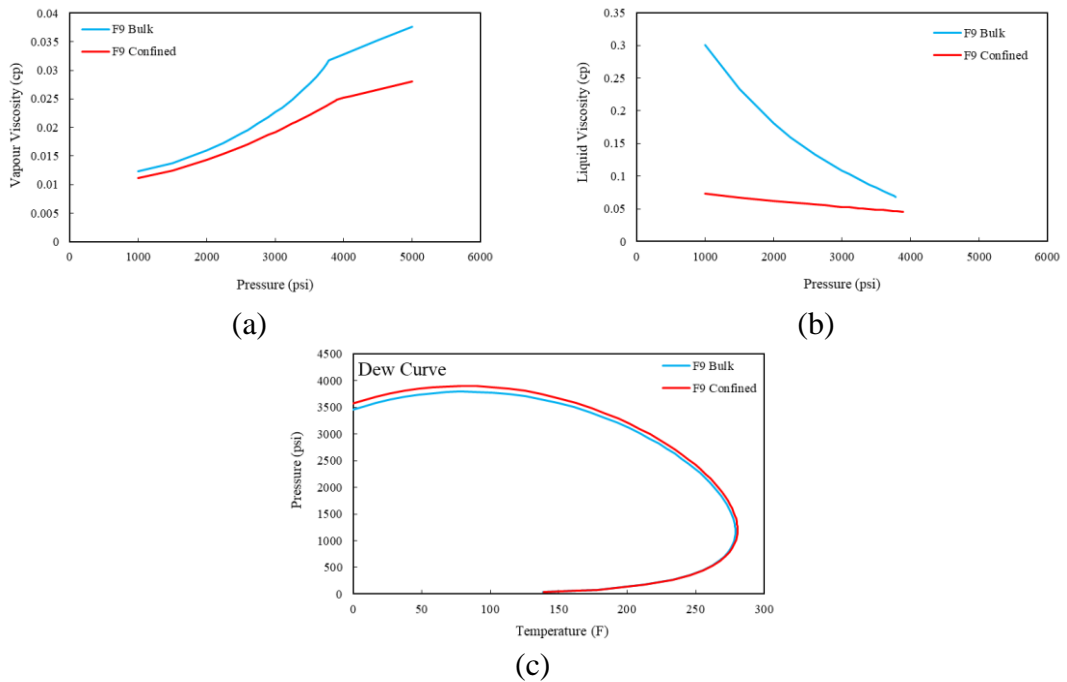 0.04
0.035
0.03
0.025
0.02
0.015
0.01
0.005
0
Vapour Viscosity (cp)
F9 Bulk
F9 Confined
0 1000 2000 3000 4000 5000 6000
Pressure (psi)
(a)
0.35
0.3
0.25
0.2
0.15
0.1
0.05
0
Liquid Viscosity (cp)
F9 Bulk
F9 Confined
0 1000 2000 3000 4000 5000 6000
Pressure (psi)
(b)
4500
4000
3500
3000
2500
2000
1500
1000
500
0
Pressure (psi)
Dew Curve
F9 Bulk
F9 Confined
0 50 100 150 200 250 300
Temperature (F)
(c)